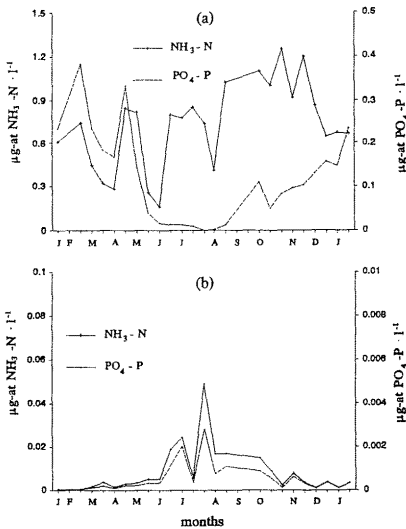 (a)
1.5
1.2
0.9
0.6
0.3
0
µg-at NH3 -N · l-1
NH3 - N
PO4 - P
0.5
0.4
0.3
0.2
0.1
0
µg-at PO4 -P · l-1
J F M A M J J A S O N D J
(b)
0.1
0.08
0.06
0.04
0.02
0
µg-at NH3 -N · l-1
NH3 - N
PO4 - P
0.01
0.008
0.006
0.004
0.002
0
µg-at PO4 -P · l-1
J F M A M J J A S O N D J
months